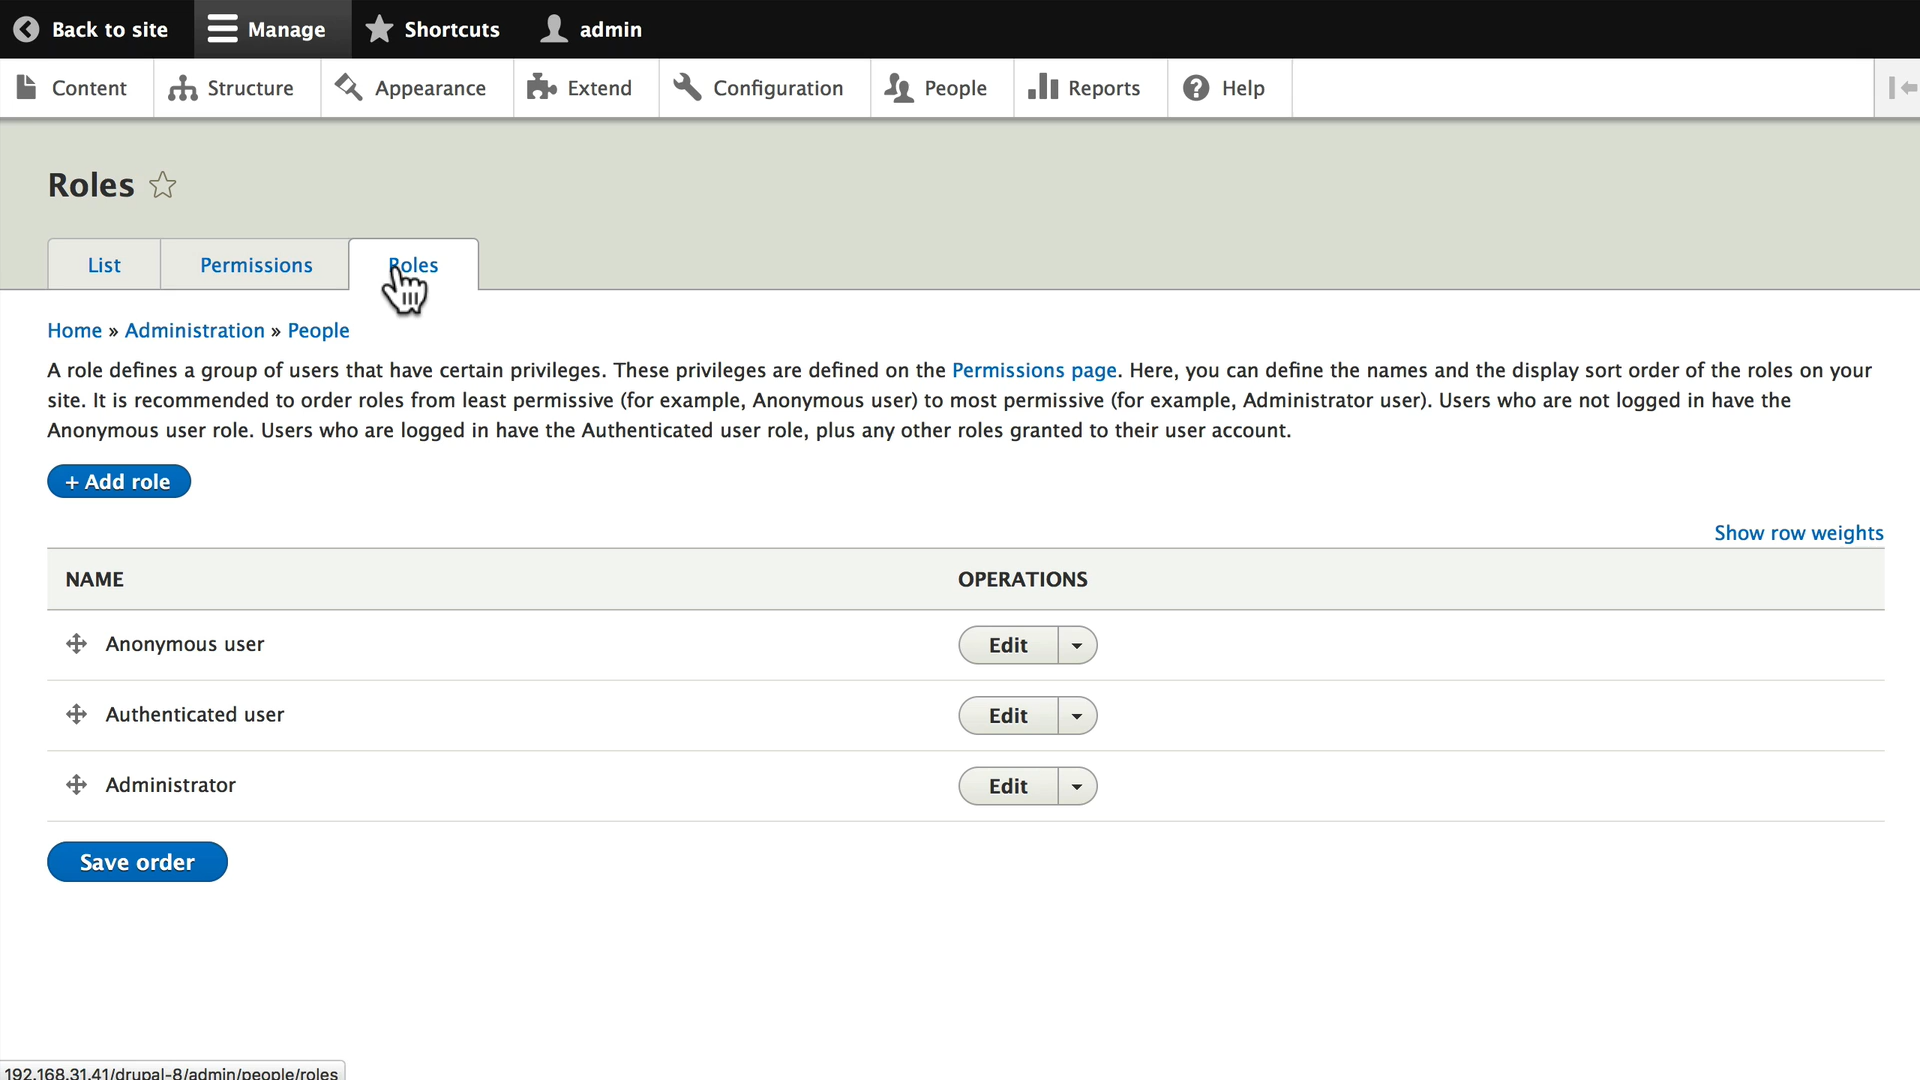 Back to site Manage Shortcuts admin
Content Structure Appearance Extend Configuration People Reports Help
Roles
List Permissions Roles
Home » Administration » People
A role defines a group of users that have certain privileges. These privileges are defined on the Permissions page. Here, you can define the names and the display sort order of the roles on your
site. It is recommended to order roles from least permissive (for example, Anonymous user) to most permissive (for example, Administrator user). Users who are not logged in have the
Anonymous user role. Users who are logged in have the Authenticated user role, plus any other roles granted to their user account.
+ Add role
Show row weights
NAME OPERATIONS
Anonymous user Edit
Authenticated user Edit
Administrator Edit
Save order
192.168.31.41/drupal-8/admin/people/roles